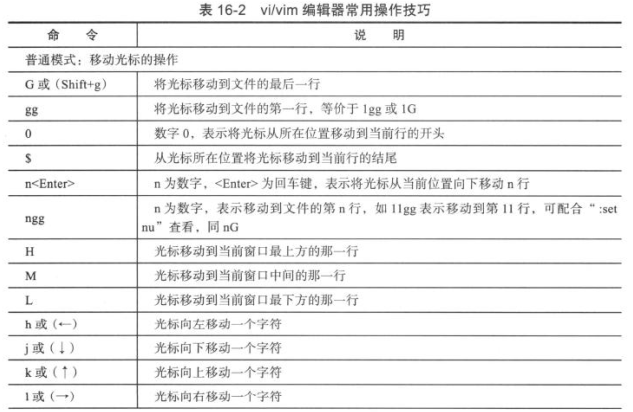 表 16-2 vi/vim 编辑器常用操作技巧
命 令 说 明
普通模式：移动光标的操作
G 或（Shift+g） 将光标移动到文件的最后一行
gg 将光标移动到文件的第一行，等价于 1gg 或 1G
0 数字 0，表示将光标从所在位置移动到当前行的开头
$ 从光标所在位置将光标移动到当前行的结尾
n<Enter> n 为数字，<Enter> 为回车键，表示将光标从当前位置向下移动 n 行
ngg n 为数字，表示移动到文件的第 n 行，如 11gg 表示移动到第 11 行，可配合 “:set
nu” 查看，同 nG
H 光标移动到当前窗口最上方的那一行
M 光标移动到当前窗口中间的那一行
L 光标移动到当前窗口最下方的那一行
h 或（←） 光标向左移动一个字符
j 或（↓） 光标向下移动一个字符
k 或（↑） 光标向上移动一个字符
l 或（→） 光标向右移动一个字符